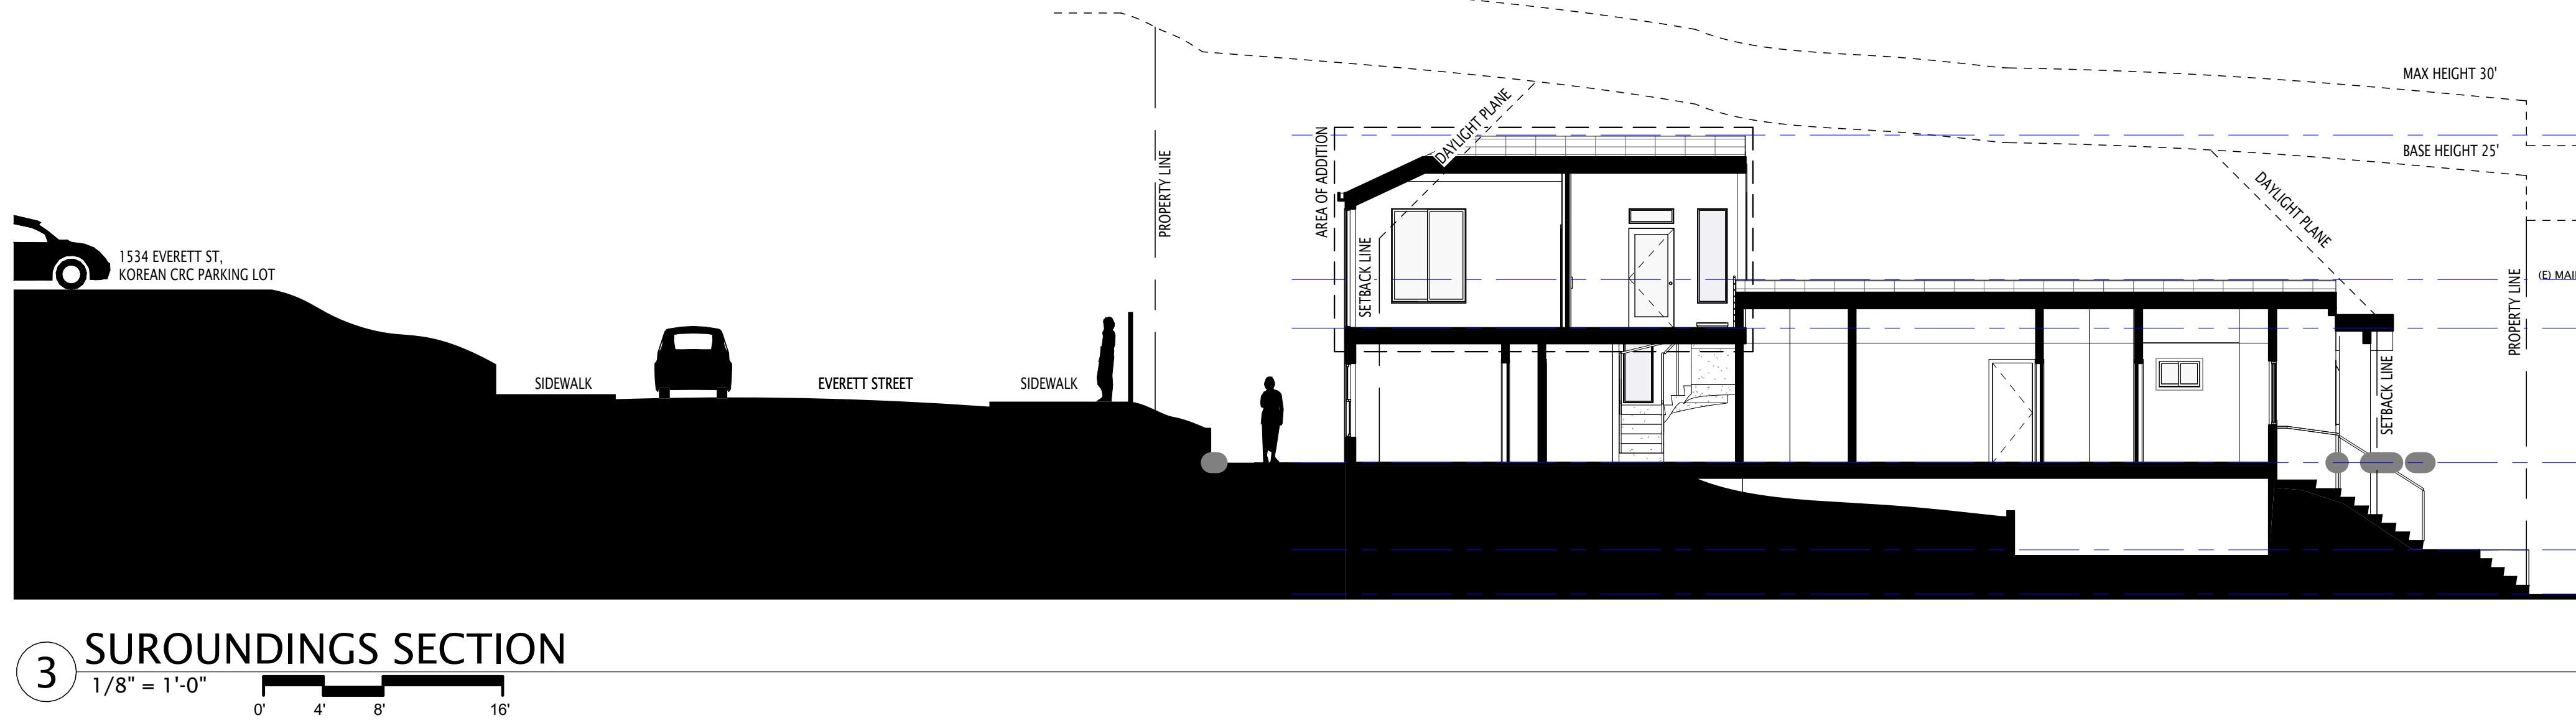 MAX HEIGHT 30'
BASE HEIGHT 25'
DAYLIGHT PLANE
DAYLIGHT PLANE
AREA OF ADDITION
PROPERTY LINE
SETBACK LINE
PROPERTY LINE
SETBACK LINE
1534 EVERETT ST,
KOREAN CRC PARKING LOT
(E) MAI
SIDEWALK
EVERETT STREET
SIDEWALK
3
SUROUNDINGS SECTION
1/8" = 1'-0"
0' 4' 8' 16'